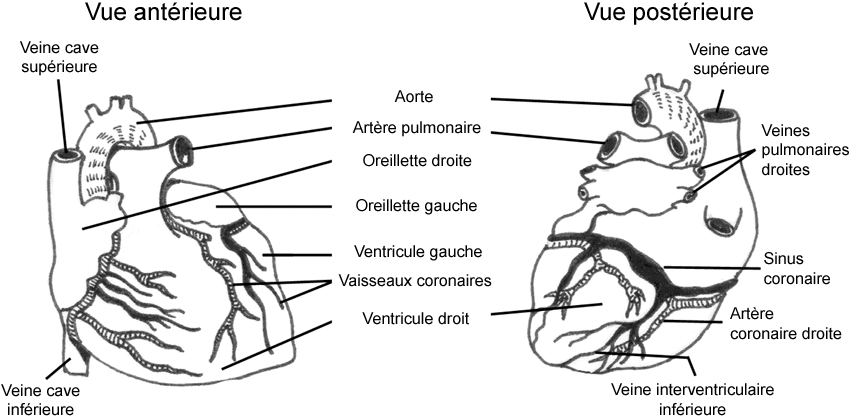 Vue antérieure
Vue postérieure
Veine cave
supérieure
Aorte
Artère pulmonaire
Oreillette droite
Oreillette gauche
Ventricule gauche
Vaisseaux coronaires
Ventricule droit
Veine cave
inférieure
Veine cave
supérieure
Veines
pulmonaires
droites
Sinus
coronaire
Artère
coronaire droite
Veine interventriculaire
inférieure